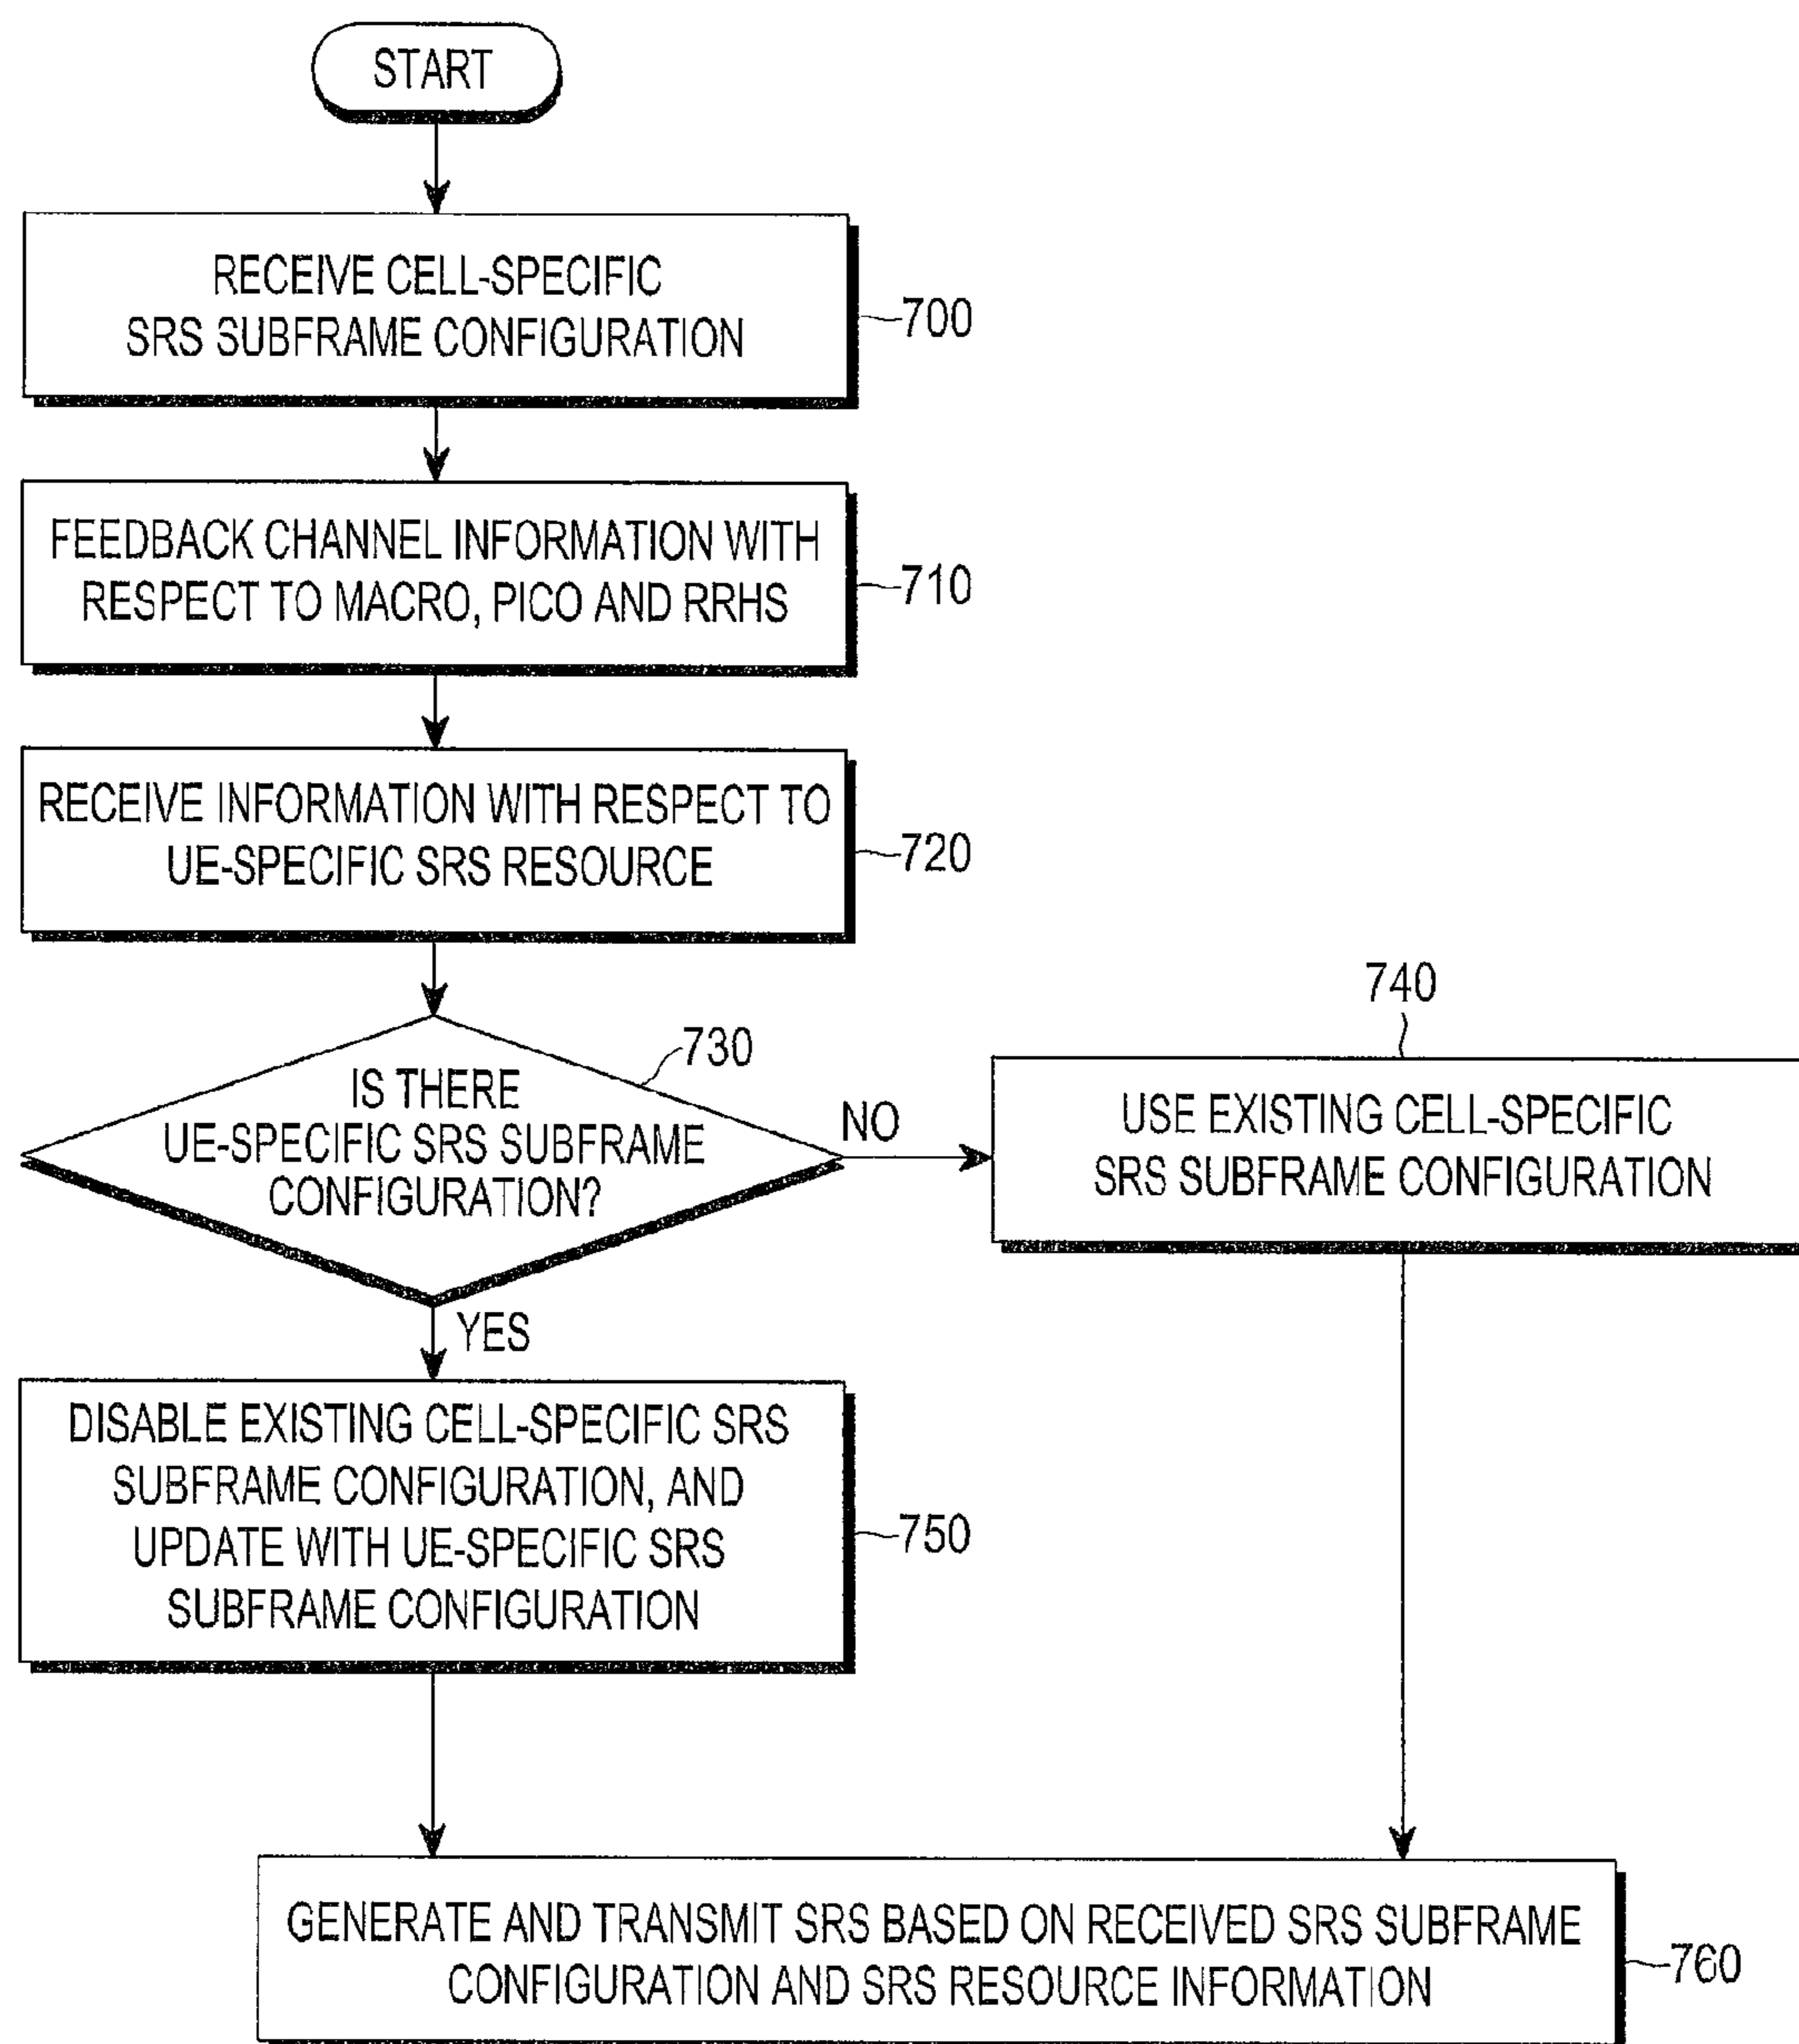 START
RECEIVE CELL-SPECIFIC
SRS SUBFRAME CONFIGURATION
700
FEEDBACK CHANNEL INFORMATION WITH
RESPECT TO MACRO, PICO AND RRHS
710
RECEIVE INFORMATION WITH RESPECT TO
UE-SPECIFIC SRS RESOURCE
720
IS THERE
UE-SPECIFIC SRS SUBFRAME
CONFIGURATION?
730
NO
740
USE EXISTING CELL-SPECIFIC
SRS SUBFRAME CONFIGURATION
YES
DISABLE EXISTING CELL-SPECIFIC SRS
SUBFRAME CONFIGURATION, AND
UPDATE WITH UE-SPECIFIC SRS
SUBFRAME CONFIGURATION
750
GENERATE AND TRANSMIT SRS BASED ON RECEIVED SRS SUBFRAME
CONFIGURATION AND SRS RESOURCE INFORMATION
760